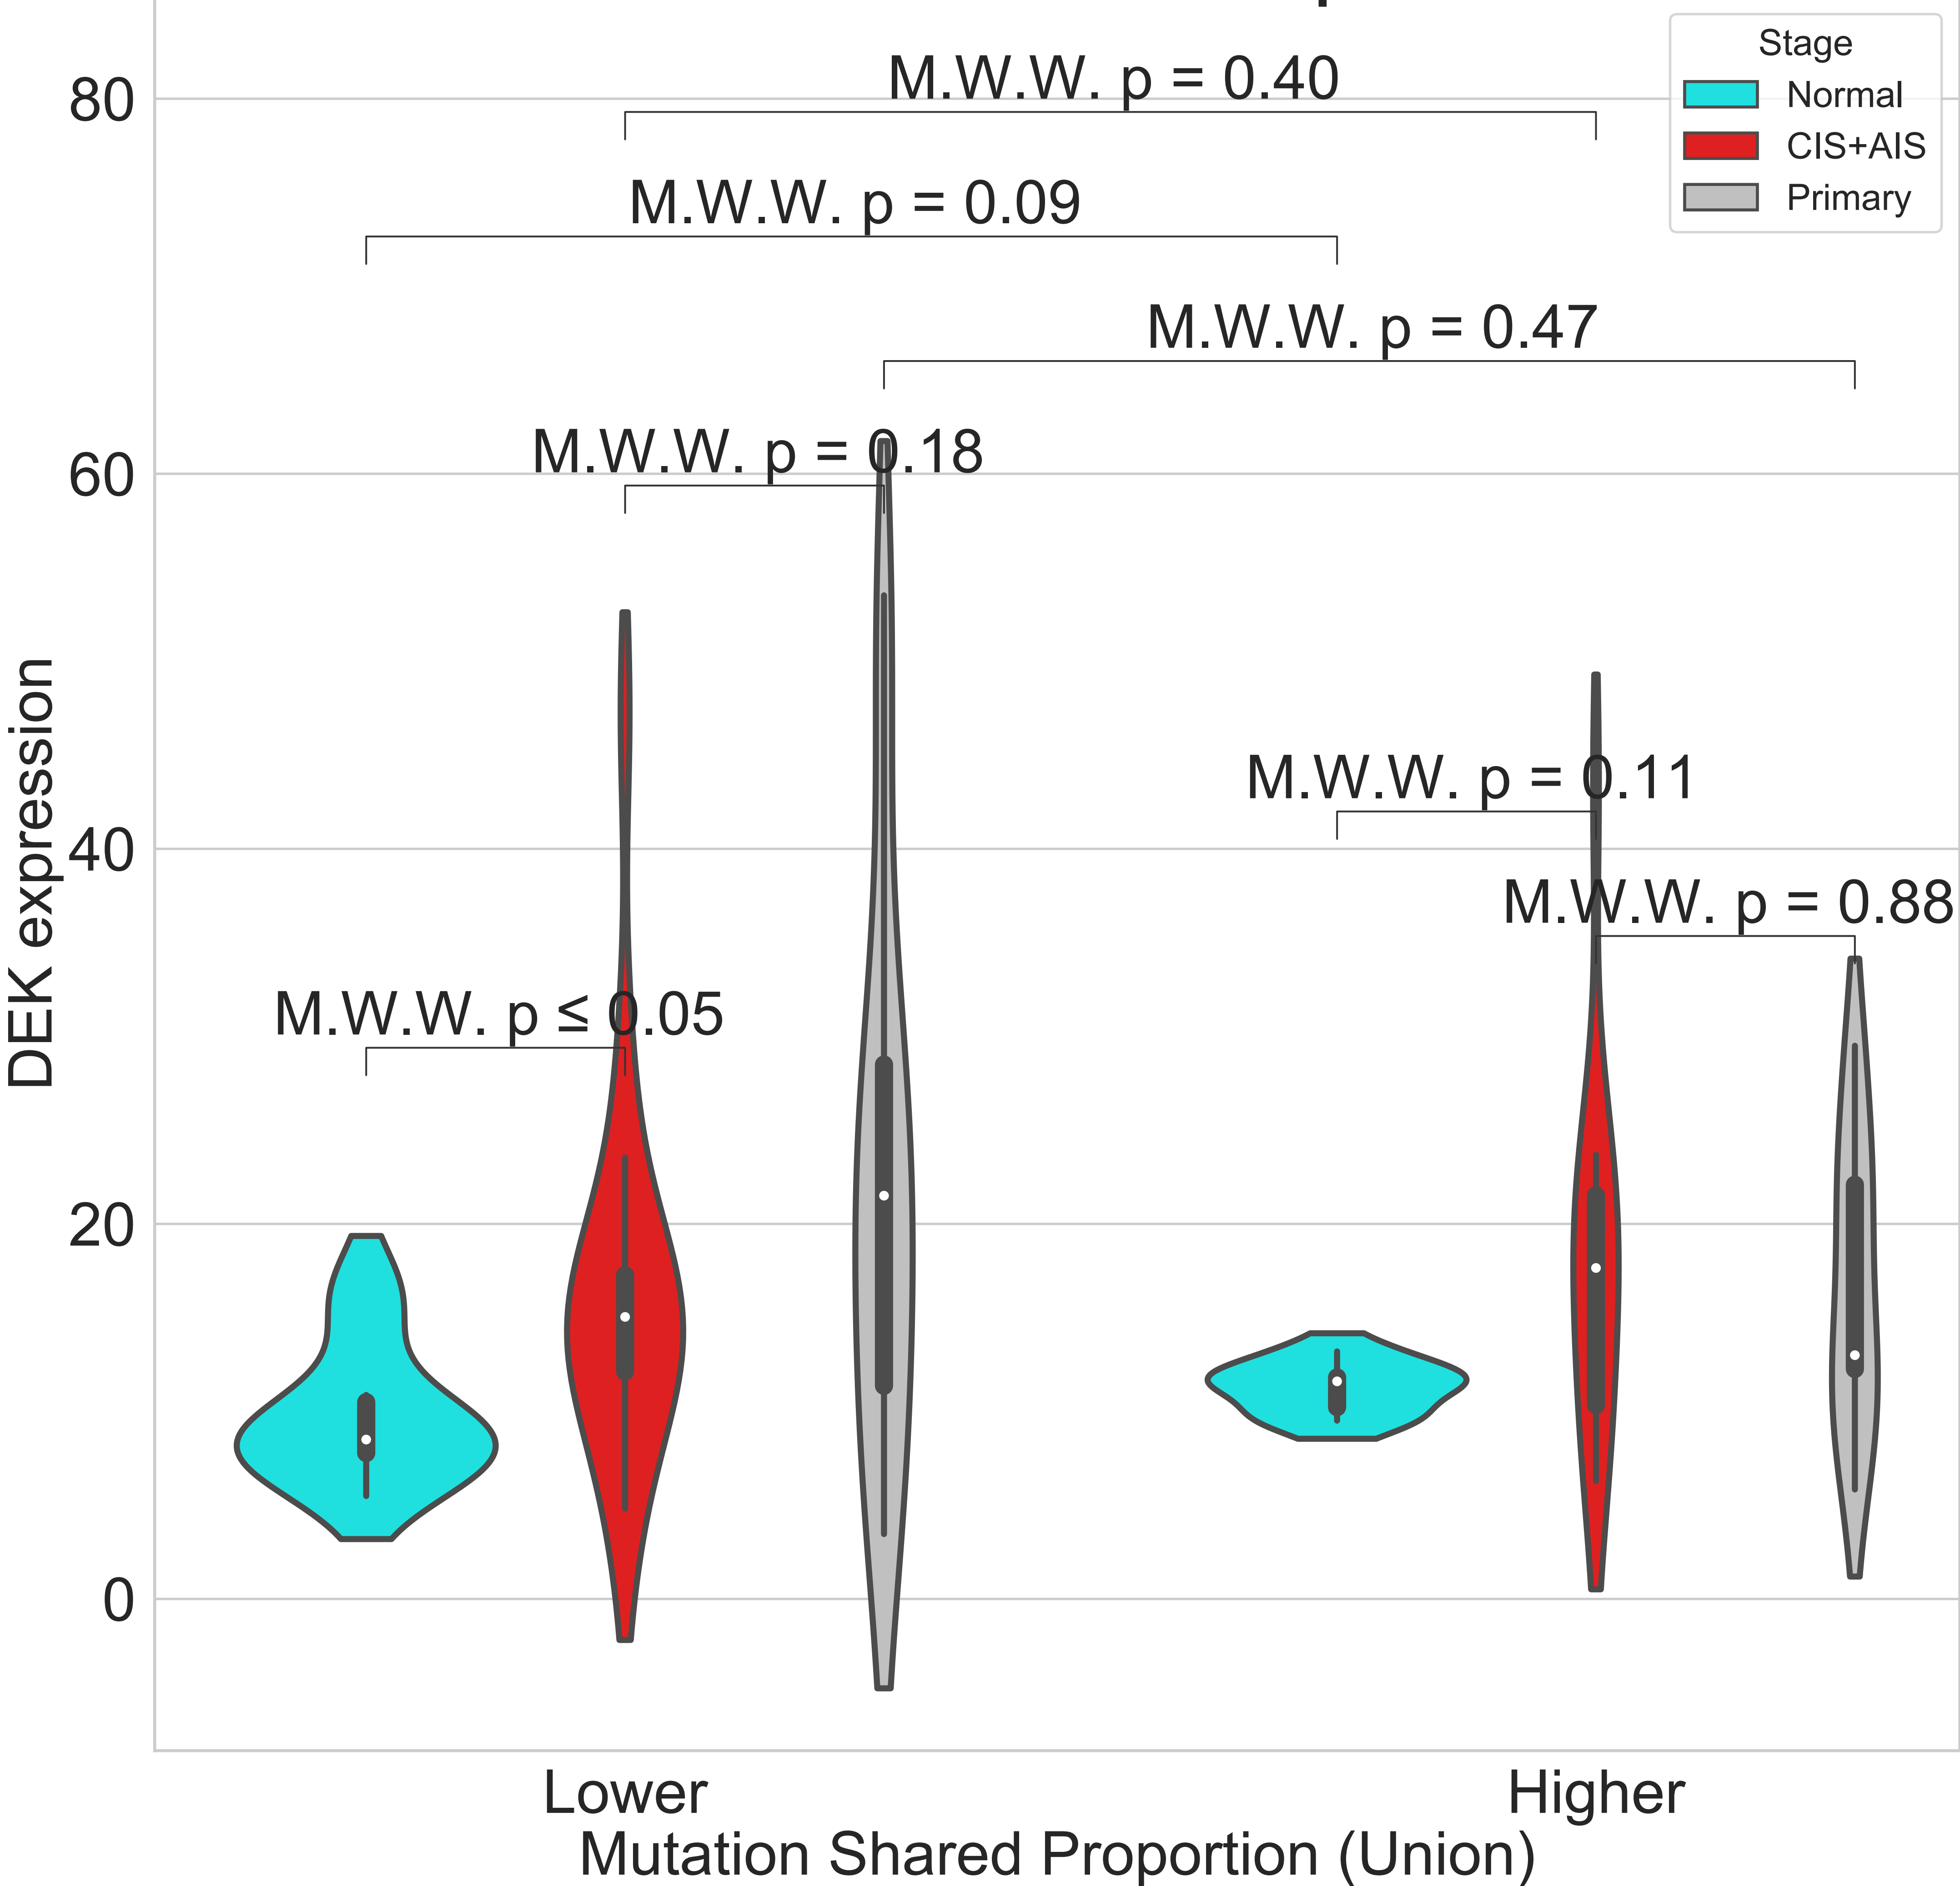 Stage
Normal
CIS+AIS
Primary
M.W.W. p = 0.40
M.W.W. p = 0.09
M.W.W. p = 0.47
M.W.W. p = 0.18
M.W.W. p = 0.11
M.W.W. p = 0.88
M.W.W. p ≤ 0.05
80
60
40
20
0
DEK expression
Lower
Higher
Mutation Shared Proportion (Union)